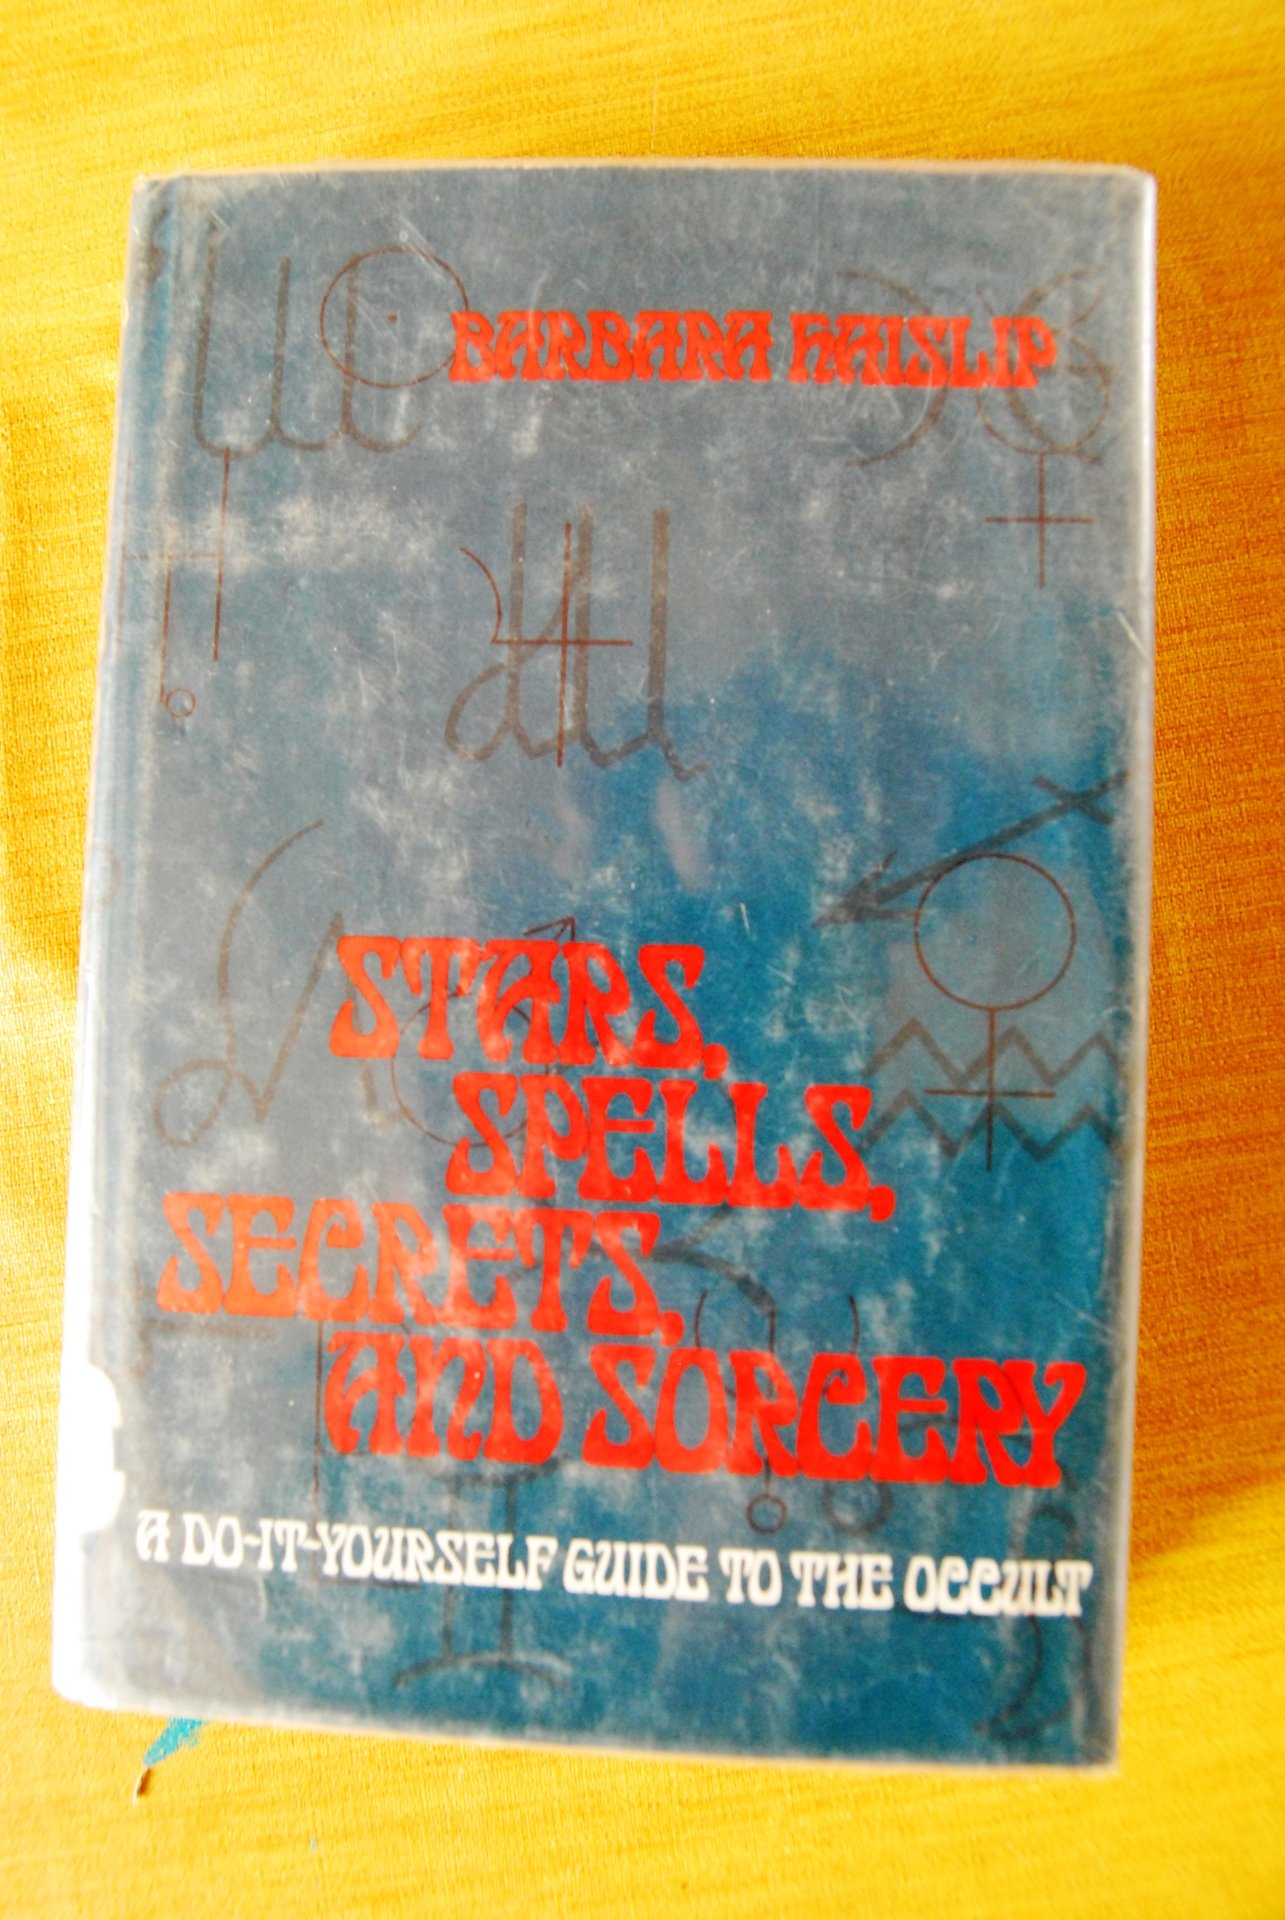 BARBARA HAISLIP
STARS,
SPELLS,
SECRETS,
AND SORCERY
A DO-IT-YOURSELF GUIDE TO THE OCCULT